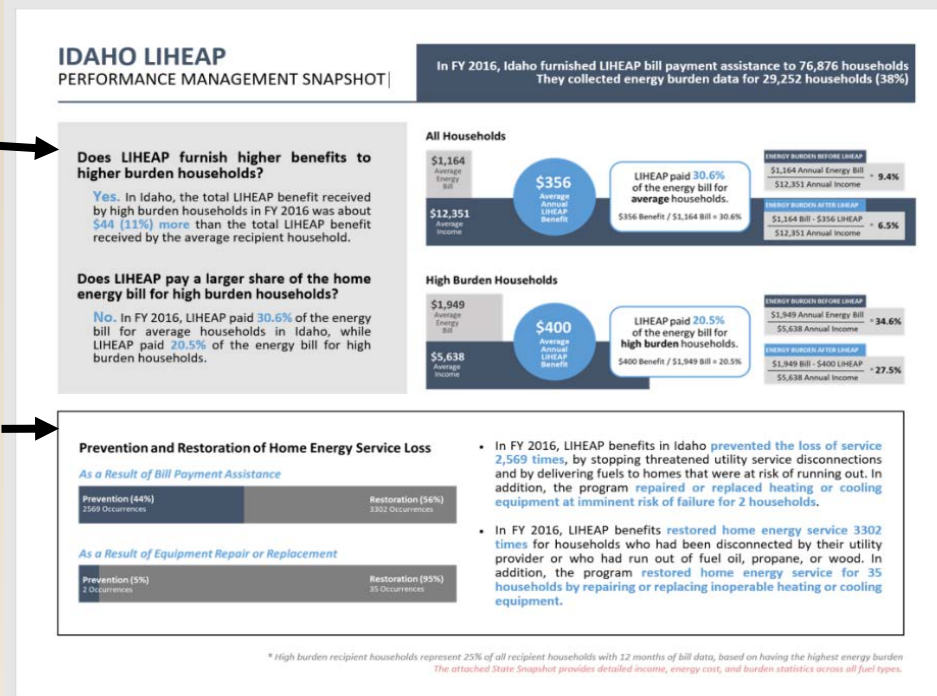 IDAHO LIHEAP
PERFORMANCE MANAGEMENT SNAPSHOT|
In FY 2016, Idaho furnished LIHEAP bill payment assistance to 76,876 households
They collected energy burden data for 29,252 households (38%)
Does LIHEAP furnish higher benefits to
higher burden households?
Yes. In Idaho, the total LIHEAP benefit received
by high burden households in FY 2016 was about
$44 (11%) more than the total LIHEAP benefit
received by the average recipient household.
Does LIHEAP pay a larger share of the home
energy bill for high burden households?
No. In FY 2016, LIHEAP paid 30.6% of the energy
bill for average households in Idaho, while
LIHEAP paid 20.5% of the energy bill for high
burden households.
All Households
$1,164
Average
Energy
Bill
$12,351
Average
Income
$356
Average
Annual
LIHEAP
Benefit
LIHEAP paid 30.6%
of the energy bill for
average households.
$356 Benefit / $1,164 Bill = 30.6%
ENERGY BURDEN BEFORE LIHEAP
$1,164 Annual Energy Bill
$12,351 Annual Income
= 9.4%
ENERGY BURDEN AFTER LIHEAP
$1,164 Bill - $356 LIHEAP
$12,351 Annual Income
= 6.5%
High Burden Households
$1,949
Average
Energy
Bill
$5,638
Average
Income
$400
Average
Annual
LIHEAP
Benefit
LIHEAP paid 20.5%
of the energy bill for
high burden households.
$400 Benefit / $1,949 Bill = 20.5%
ENERGY BURDEN BEFORE LIHEAP
$1,949 Annual Energy Bill
$5,638 Annual Income
= 34.6%
ENERGY BURDEN AFTER LIHEAP
$1,949 Bill - $400 LIHEAP
$5,638 Annual Income
= 27.5%
Prevention and Restoration of Home Energy Service Loss
As a Result of Bill Payment Assistance
Prevention (44%)
2569 Occurrences
Restoration (56%)
3302 Occurrences
As a Result of Equipment Repair or Replacement
Prevention (5%)
2 Occurrences
Restoration (95%)
35 Occurrences
• In FY 2016, LIHEAP benefits in Idaho prevented the loss of service
2,569 times, by stopping threatened utility service disconnections
and by delivering fuels to homes that were at risk of running out. In
addition, the program repaired or replaced heating or cooling
equipment at imminent risk of failure for 2 households.
• In FY 2016, LIHEAP benefits restored home energy service 3302
times for households who had been disconnected by their utility
provider or who had run out of fuel oil, propane, or wood. In
addition, the program restored home energy service for 35
households by repairing or replacing inoperable heating or cooling
equipment.
* High burden recipient households represent 25% of all recipient households with 12 months of bill data, based on having the highest energy burden
The attached State Snapshot provides detailed income, energy cost, and burden statistics across all fuel types.